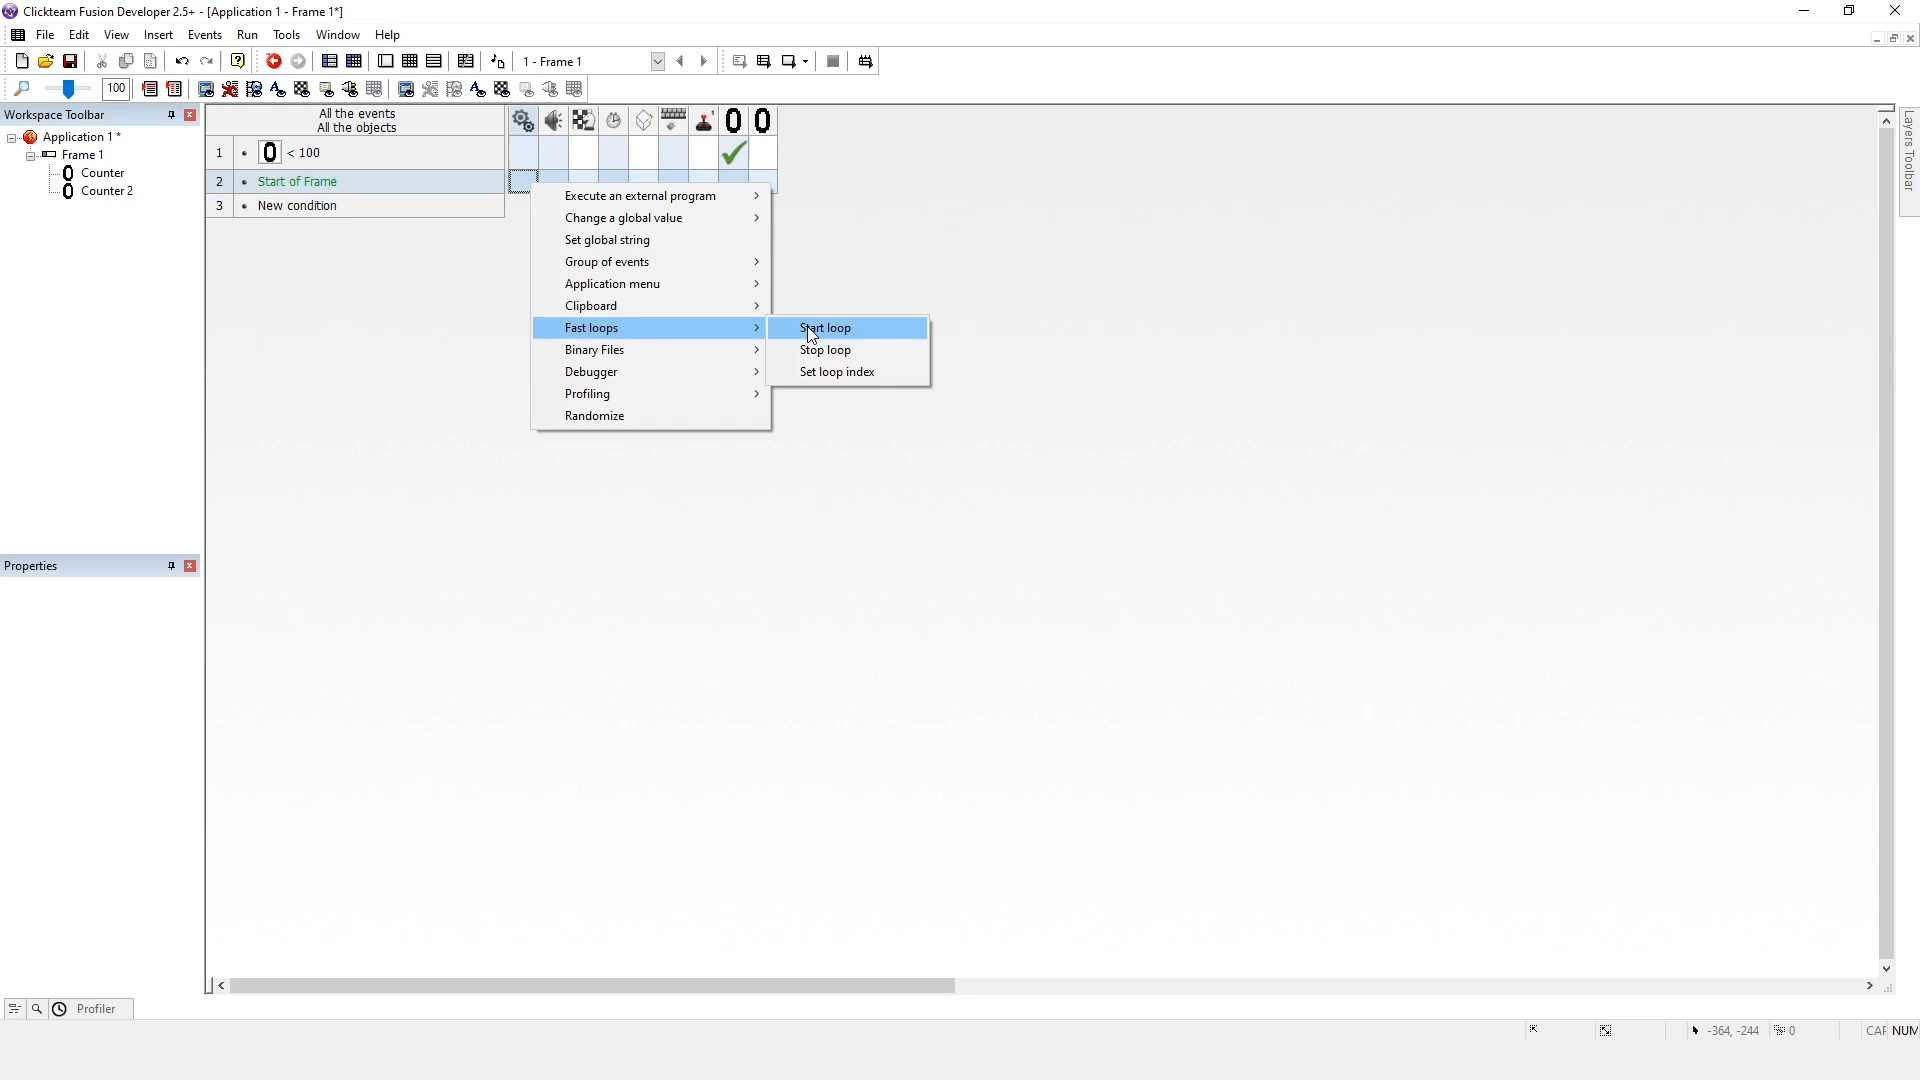 Clickteam Fusion Developer 2.5+ - [Application 1 - Frame 1*]
File Edit View Insert Events Run Tools Window Help
1 - Frame 1
100
Workspace Toolbar
Application 1 *
Frame 1
Counter
Counter 2
Properties
All the events
All the objects
1 • 0 < 100
2 • Start of Frame
3 • New condition
1
0 0
Execute an external program
Change a global value
Set global string
Group of events
Application menu
Clipboard
Fast loops
Binary Files
Debugger
Profiling
Randomize
Start loop
Stop loop
Set loop index
Layers Toolbar
Profiler
-364, -244 0 CAP NUM